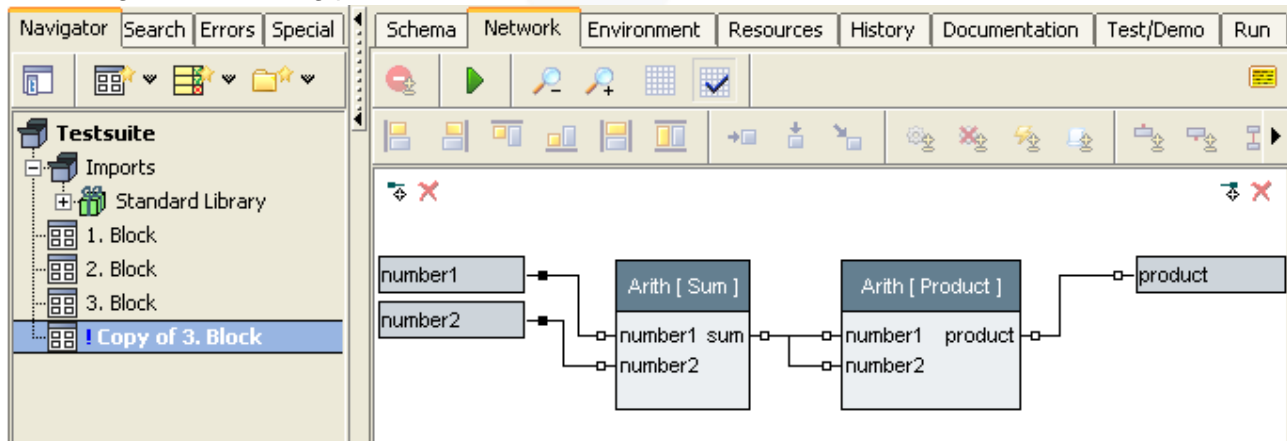 Navigator Search Errors Special
Schema Network Environment Resources History Documentation Test/Demo Run
Testsuite
Imports
Standard Library
1. Block
2. Block
3. Block
! Copy of 3. Block
number1
number2
Arith [ Sum ]
number1 sum
number2
Arith [ Product ]
number1 product
number2
product